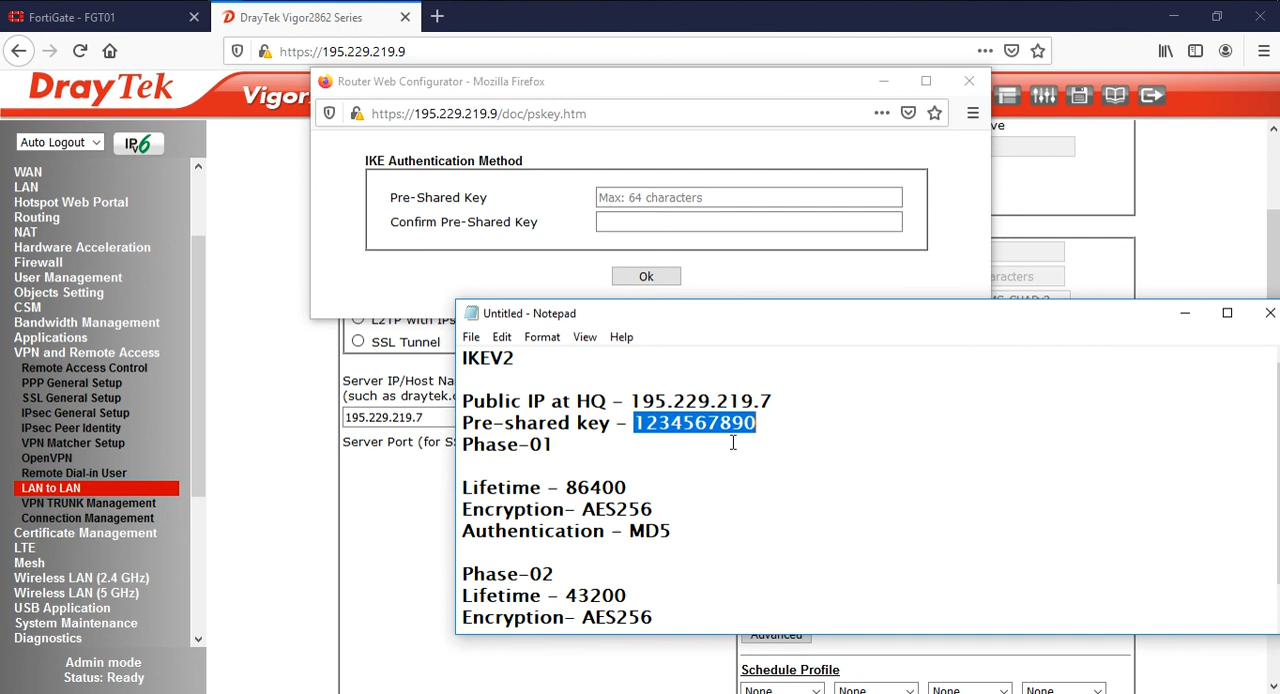 FortiGate - FGT01
DrayTek Vigor2862 Series
https://195.229.219.9
DrayTek
Vigor
Router Web Configurator - Mozilla Firefox
https://195.229.219.9/doc/pskey.htm
Auto Logout
IPv6
IKE Authentication Method
Pre-Shared Key
Max: 64 characters
Confirm Pre-Shared Key
Ok
WAN
LAN
Hotspot Web Portal
Routing
NAT
Hardware Acceleration
Firewall
User Management
Objects Setting
CSM
Bandwidth Management
Applications
VPN and Remote Access
Remote Access Control
PPP General Setup
SSL General Setup
IPsec General Setup
IPsec Peer Identity
VPN Matcher Setup
OpenVPN
Remote Dial-in User
LAN to LAN
VPN TRUNK Management
Connection Management
Certificate Management
LTE
Mesh
Wireless LAN (2.4 GHz)
Wireless LAN (5 GHz)
USB Application
System Maintenance
Diagnostics
Admin mode
Status: Ready
L2TP with IPs
SSL Tunnel
Server IP/Host Na
(such as draytek.c
195.229.219.7
Server Port (for SS
Untitled - Notepad
File Edit Format View Help
IKEV2
Public IP at HQ - 195.229.219.7
Pre-shared key - 1234567890
Phase-01
Lifetime - 86400
Encryption- AES256
Authentication - MD5
Phase-02
Lifetime - 43200
Encryption- AES256
Advanced
Schedule Profile
None None None None